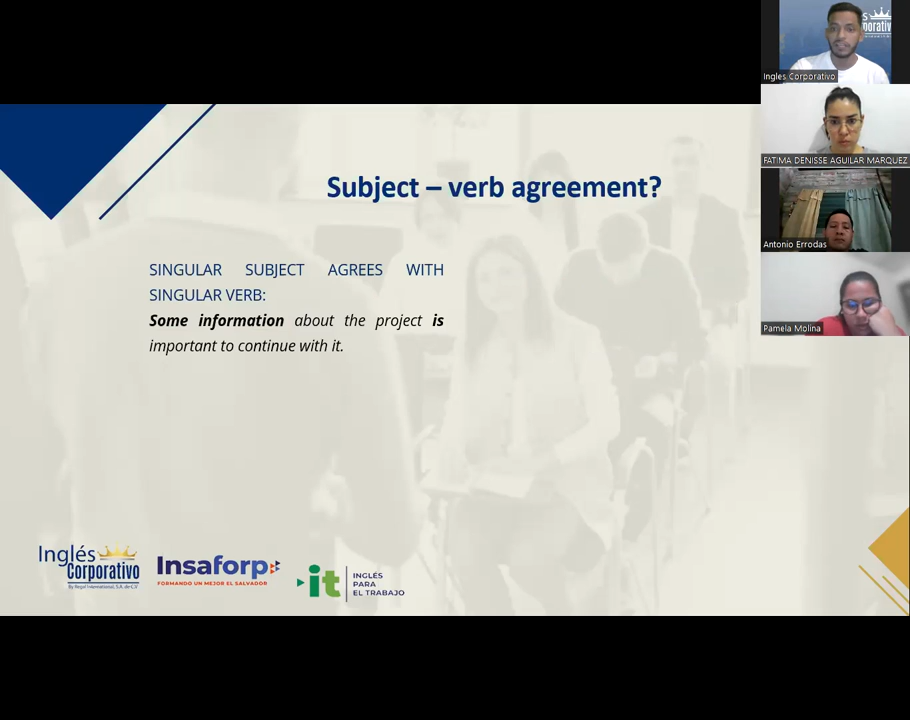 Subject – verb agreement?
SINGULAR SUBJECT AGREES WITH
SINGULAR VERB:
Some information about the project is
important to continue with it.
Inglés
Corporativo
By Regal International, S.A. de C.V.
Insaforp
FORMANDO UN MEJOR EL SALVADOR
it
INGLÉS
PARA
EL TRABAJO
Ingles Corporativo
FATIMA DENISSE AGUILAR MARQUEZ
Antonio Errodas
Pamela Molina